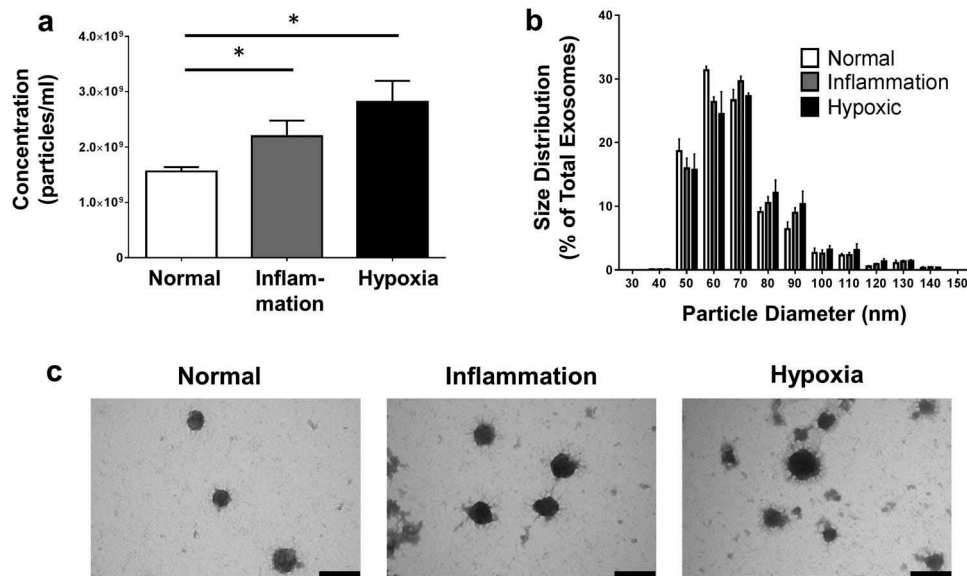 a
*
*
Concentration
(particles/ml)
4.0×10⁹
3.0×10⁹
2.0×10⁹
1.0×10⁹
0
Normal
Inflam-
mation
Hypoxia
b
Size Distribution
(% of Total Exosomes)
40
30
20
10
0
Normal
Inflammation
Hypoxic
30 40 50 60 70 80 90 100 110 120 130 140 150
Particle Diameter (nm)
c
Normal
Inflammation
Hypoxia